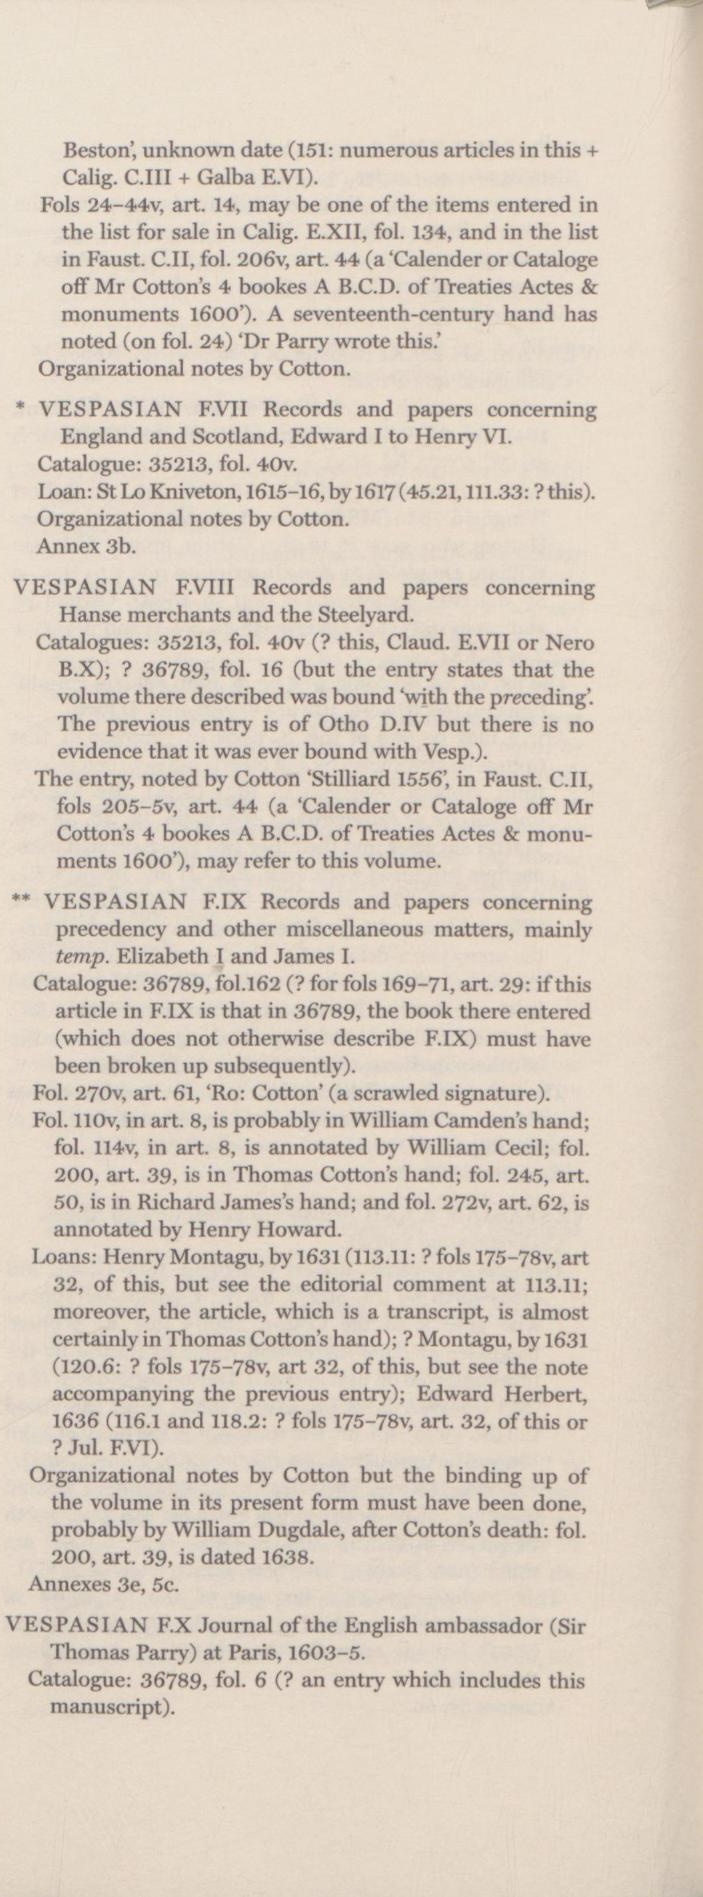 Beston’, unknown date (151: numerous articles in this +
Calig. C.III + Galba E.VI).
Fols 24–44v, art. 14, may be one of the items entered in
the list for sale in Calig. E.XII, fol. 134, and in the list
in Faust. C.II, fol. 206v, art. 44 (a ‘Calender or Cataloge
off Mr Cotton’s 4 bookes A B.C.D. of Treaties Actes &
monuments 1600’). A seventeenth-century hand has
noted (on fol. 24) ‘Dr Parry wrote this.’
Organizational notes by Cotton.
* VESPASIAN F.VII Records and papers concerning
England and Scotland, Edward I to Henry VI.
Catalogue: 35213, fol. 40v.
Loan: St Lo Kniveton, 1615–16, by 1617 (45.21, 111.33: ? this).
Organizational notes by Cotton.
Annex 3b.
VESPASIAN F.VIII Records and papers concerning
Hanse merchants and the Steelyard.
Catalogues: 35213, fol. 40v (? this, Claud. E.VII or Nero
B.X); ? 36789, fol. 16 (but the entry states that the
volume there described was bound ‘with the preceding’.
The previous entry is of Otho D.IV but there is no
evidence that it was ever bound with Vesp.).
The entry, noted by Cotton ‘Stilliard 1556’, in Faust. C.II,
fols 205–5v, art. 44 (a ‘Calender or Cataloge off Mr
Cotton’s 4 bookes A B.C.D. of Treaties Actes & monu-
ments 1600’), may refer to this volume.
** VESPASIAN F.IX Records and papers concerning
precedency and other miscellaneous matters, mainly
temp. Elizabeth I and James I.
Catalogue: 36789, fol.162 (? for fols 169–71, art. 29: if this
article in F.IX is that in 36789, the book there entered
(which does not otherwise describe F.IX) must have
been broken up subsequently).
Fol. 270v, art. 61, ‘Ro: Cotton’ (a scrawled signature).
Fol. 110v, in art. 8, is probably in William Camden’s hand;
fol. 114v, in art. 8, is annotated by William Cecil; fol.
200, art. 39, is in Thomas Cotton’s hand; fol. 245, art.
50, is in Richard James’s hand; and fol. 272v, art. 62, is
annotated by Henry Howard.
Loans: Henry Montagu, by 1631 (113.11: ? fols 175–78v, art
32, of this, but see the editorial comment at 113.11;
moreover, the article, which is a transcript, is almost
certainly in Thomas Cotton’s hand); ? Montagu, by 1631
(120.6: ? fols 175–78v, art 32, of this, but see the note
accompanying the previous entry); Edward Herbert,
1636 (116.1 and 118.2: ? fols 175–78v, art. 32, of this or
? Jul. F.VI).
Organizational notes by Cotton but the binding up of
the volume in its present form must have been done,
probably by William Dugdale, after Cotton’s death: fol.
200, art. 39, is dated 1638.
Annexes 3e, 5c.
VESPASIAN F.X Journal of the English ambassador (Sir
Thomas Parry) at Paris, 1603–5.
Catalogue: 36789, fol. 6 (? an entry which includes this
manuscript).